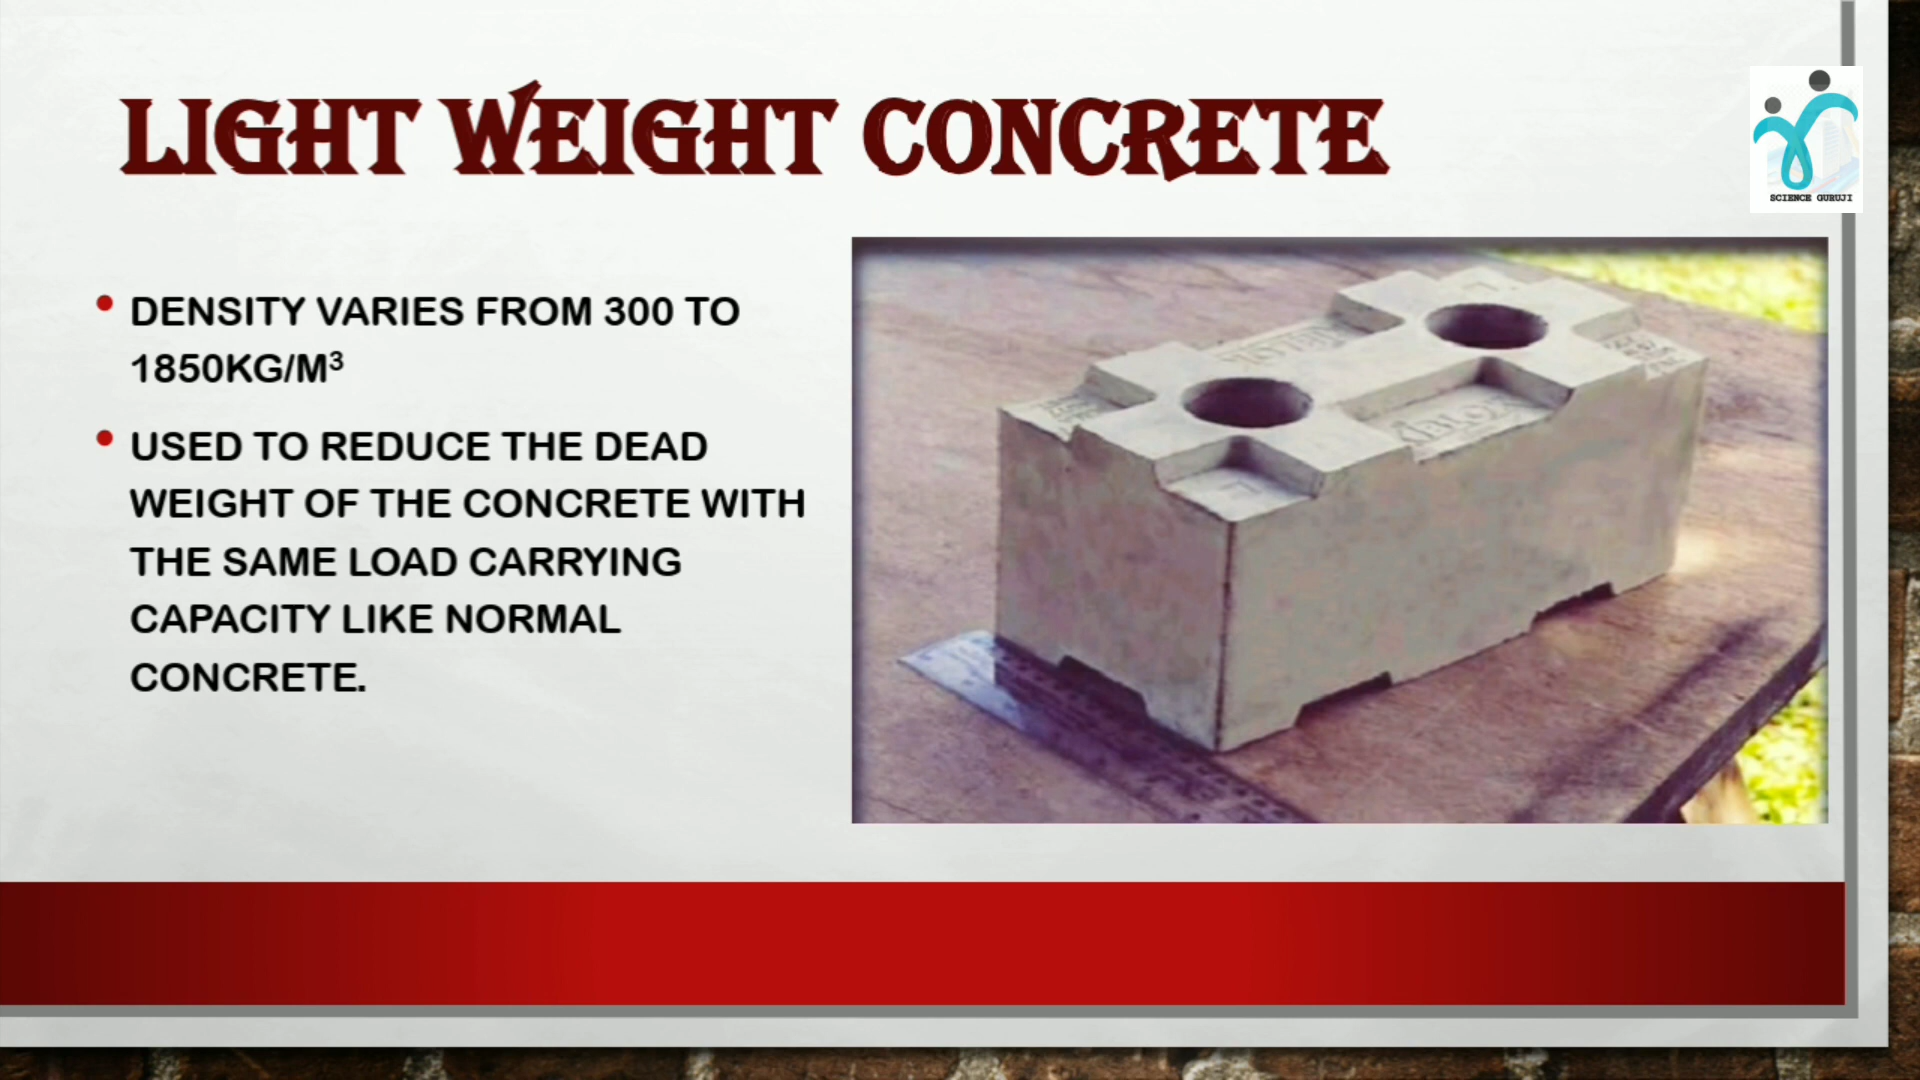 LIGHT WEIGHT CONCRETE
SCIENCE GURUJI
• DENSITY VARIES FROM 300 TO
1850KG/M³
• USED TO REDUCE THE DEAD
WEIGHT OF THE CONCRETE WITH
THE SAME LOAD CARRYING
CAPACITY LIKE NORMAL
CONCRETE.